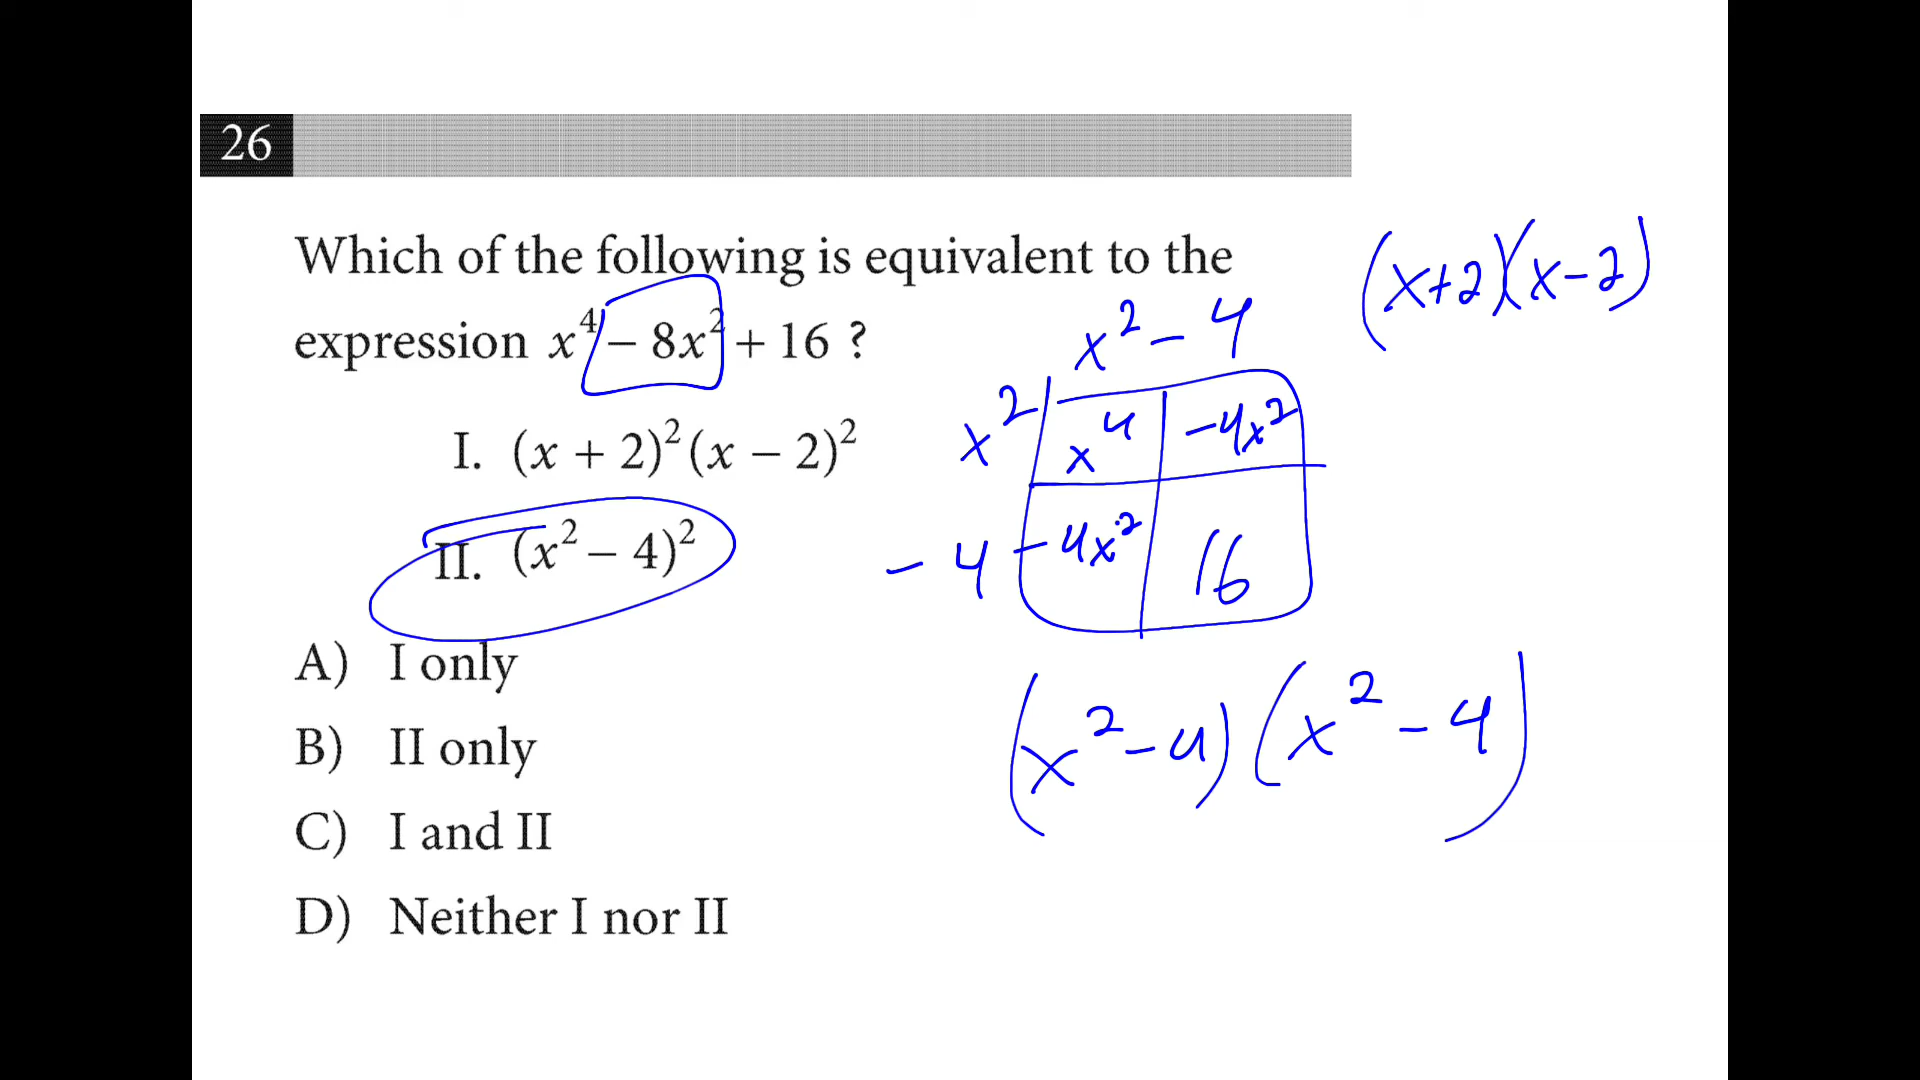 26
Which of the following is equivalent to the
expression x⁴ − 8x² + 16 ?
I. (x + 2)²(x − 2)²
II. (x² − 4)²
A) I only
B) II only
C) I and II
D) Neither I nor II
(x+2)(x-2)
x² - 4
x² x⁴ -4x²
-4 -4x² 16
(x²-4)(x²-4)